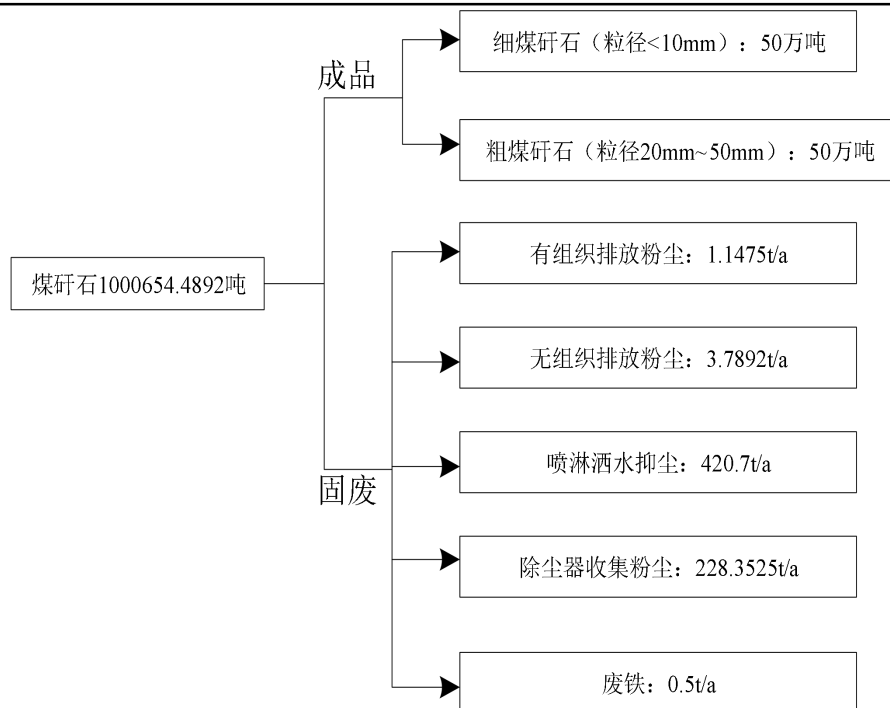 成品
细煤矸石（粒径<10mm）：50万吨
粗煤矸石（粒径20mm~50mm）：50万吨
煤矸石1000654.4892吨
固废
有组织排放粉尘：1.1475t/a
无组织排放粉尘：3.7892t/a
喷淋洒水抑尘：420.7t/a
除尘器收集粉尘：228.3525t/a
废铁：0.5t/a